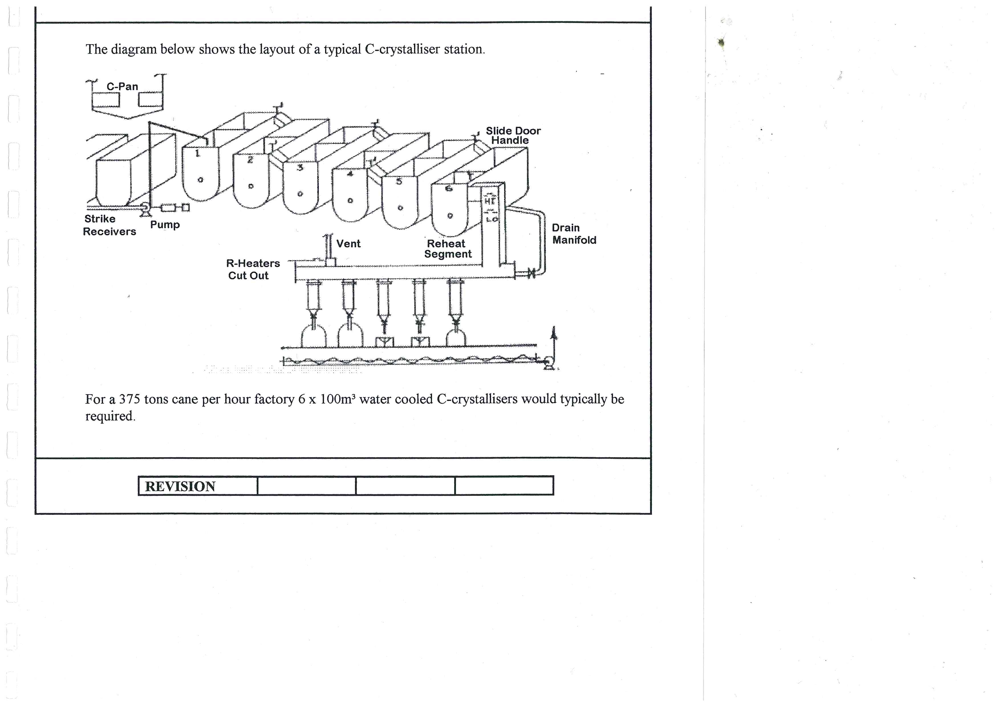 The diagram below shows the layout of a typical C-crystalliser station.
C-Pan
Slide Door
Handle
1
2
3
4
5
6
HI
LO
Strike
Receivers
Pump
Drain
Manifold
Vent
Reheat
Segment
R-Heaters
Cut Out
For a 375 tons cane per hour factory 6 x 100m³ water cooled C-crystallisers would typically be
required.
REVISION